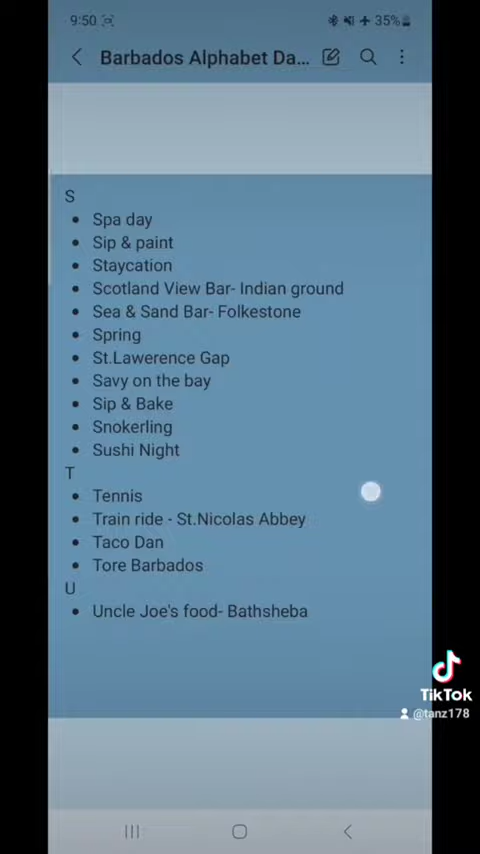 9:50
35%
Barbados Alphabet Da...
S
• Spa day
• Sip & paint
• Staycation
• Scotland View Bar- Indian ground
• Sea & Sand Bar- Folkestone
• Spring
• St.Lawerence Gap
• Savy on the bay
• Sip & Bake
• Snokerling
• Sushi Night
T
• Tennis
• Train ride - St.Nicolas Abbey
• Taco Dan
• Tore Barbados
U
• Uncle Joe's food- Bathsheba
TikTok
@tanz178